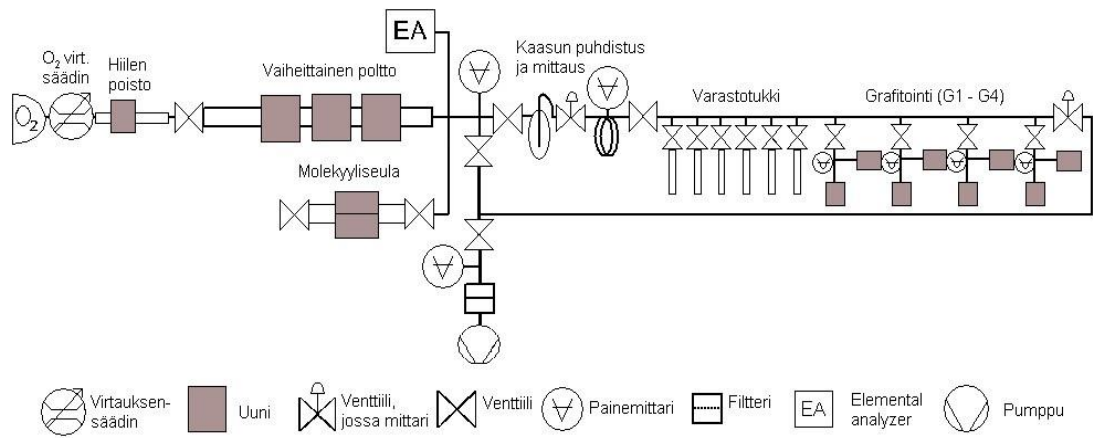 EA
O2 virt.
säädin
Hiilen
poisto
Vaiheittainen poltto
Kaasun puhdistus
ja mittaus
Varastotukki
Grafitointi (G1 - G4)
O2
Molekyyliseula
Virtauksen-
säädin
Uuni
Venttiili,
jossa mittari
Venttiili
Painemittari
Filtteri
EA
Elemental
analyzer
Pumppu